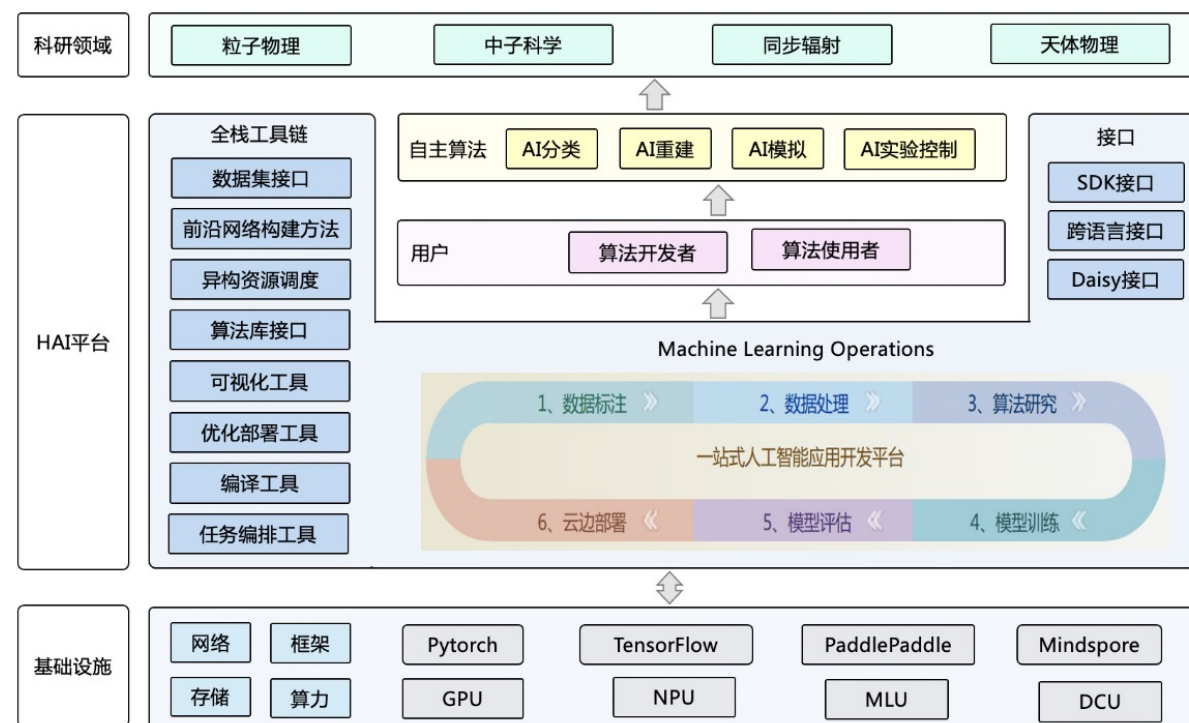 科研领域
粒子物理
中子科学
同步辐射
天体物理
HAI平台
全栈工具链
数据集接口
前沿网络构建方法
异构资源调度
算法库接口
可视化工具
优化部署工具
编译工具
任务编排工具
自主算法
AI分类
AI重建
AI模拟
AI实验控制
用户
算法开发者
算法使用者
接口
SDK接口
跨语言接口
Daisy接口
Machine Learning Operations
1、数据标注
2、数据处理
3、算法研究
一站式人工智能应用开发平台
6、云边部署
5、模型评估
4、模型训练
基础设施
网络
框架
Pytorch
TensorFlow
PaddlePaddle
Mindspore
存储
算力
GPU
NPU
MLU
DCU